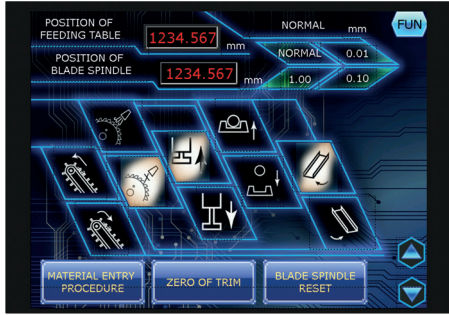 POSITION OF
FEEDING TABLE
1234.567 mm
NORMAL mm
FUN
POSITION OF
BLADE SPINDLE
1234.567 mm
NORMAL 0.01
1.00 0.10
MATERIAL ENTRY
PROCEDURE
ZERO OF TRIM
BLADE SPINDLE
RESET